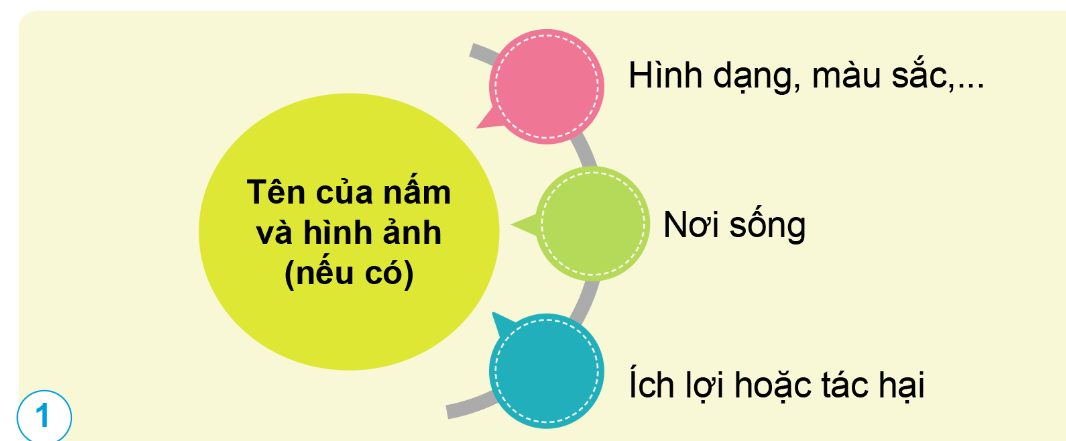 Hình dạng, màu sắc,...
Tên của nấm
và hình ảnh
(nếu có)
Nơi sống
Ích lợi hoặc tác hại
1